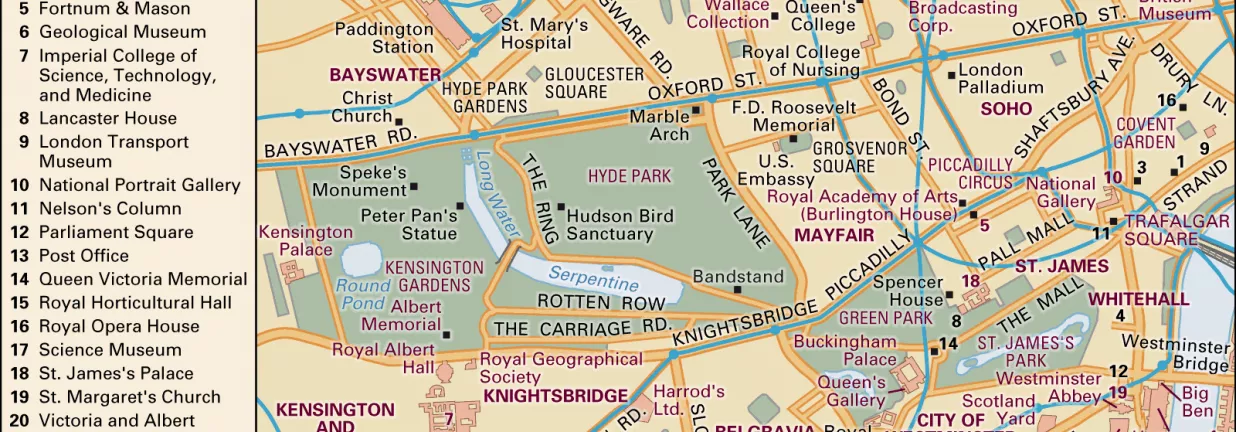 5 Fortnum & Mason
6 Geological Museum
7 Imperial College of
Science, Technology,
and Medicine
8 Lancaster House
9 London Transport
Museum
10 National Portrait Gallery
11 Nelson's Column
12 Parliament Square
13 Post Office
14 Queen Victoria Memorial
15 Royal Horticultural Hall
16 Royal Opera House
17 Science Museum
18 St. James's Palace
19 St. Margaret's Church
20 Victoria and Albert
Paddington
Station
St. Mary's
Hospital
GWARE RD.
Wallace
Collection
Queen's
College
Broadcasting
Corp.
OXFORD ST.
British
Museum
BAYSWATER
HYDE PARK
GARDENS
GLOUCESTER
SQUARE
OXFORD ST.
Royal College
of Nursing
London
Palladium
SOHO
SHAFTSBURY AVE.
DRURY LN.
16
Christ
Church
BAYSWATER RD.
Marble
Arch
F.D. Roosevelt
Memorial
BOND ST.
COVENT
GARDEN
9
1
3
Speke's
Monument
Long Water
THE RING
HYDE PARK
PARK LANE
U.S.
Embassy
GROSVENOR
SQUARE
PICCADILLY
CIRCUS
National
Gallery
10
STRAND
Peter Pan's
Statue
Hudson Bird
Sanctuary
Royal Academy of Arts
(Burlington House)
5
MAYFAIR
PICCADILLY
PALL MALL
11
TRAFALGAR
SQUARE
Kensington
Palace
Round
Pond
KENSINGTON
GARDENS
Serpentine
Bandstand
ST. JAMES
Spencer
House
18
THE MALL
WHITEHALL
4
Albert
Memorial
ROTTEN ROW
THE CARRIAGE RD.
KNIGHTSBRIDGE
GREEN PARK
8
14
Buckingham
Palace
ST. JAMES'S
PARK
Westminster
Bridge
Royal Albert
Hall
Royal Geographical
Society
KNIGHTSBRIDGE
Harrod's
Ltd.
Queen's
Gallery
Westminster
Abbey
12
19
Big
Ben
KENSINGTON
AND
7
RD.
SLO
BELGRAVIA
Royal
CITY OF
WESTMINSTER
Scotland
Yard